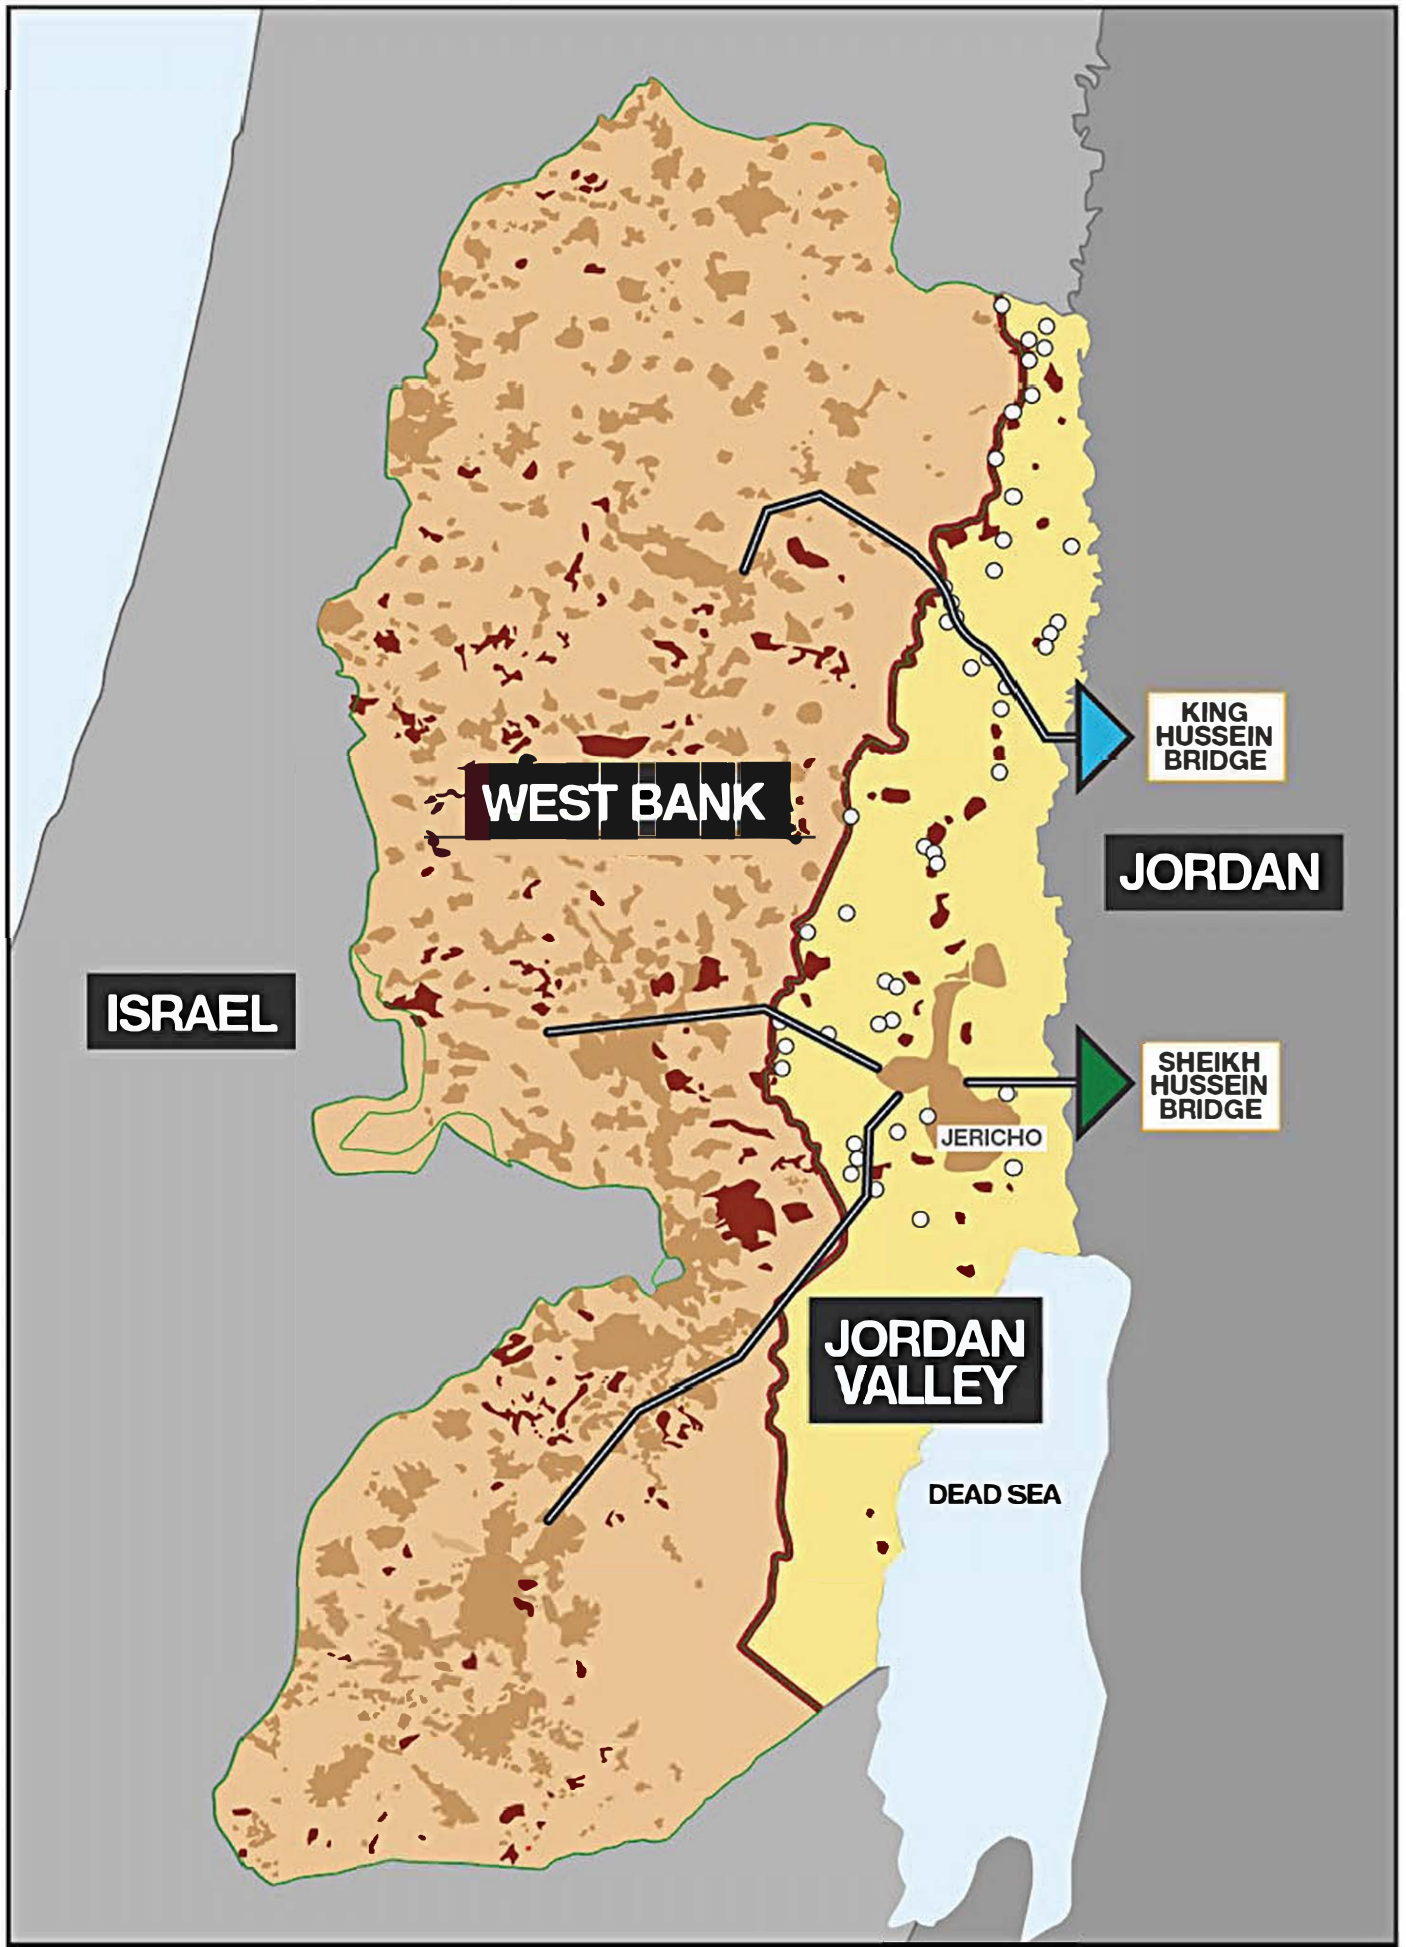 KING
HUSSEIN
BRIDGE
WEST BANK
JORDAN
ISRAEL
SHEIKH
HUSSEIN
BRIDGE
JERICHO
JORDAN
VALLEY
DEAD SEA